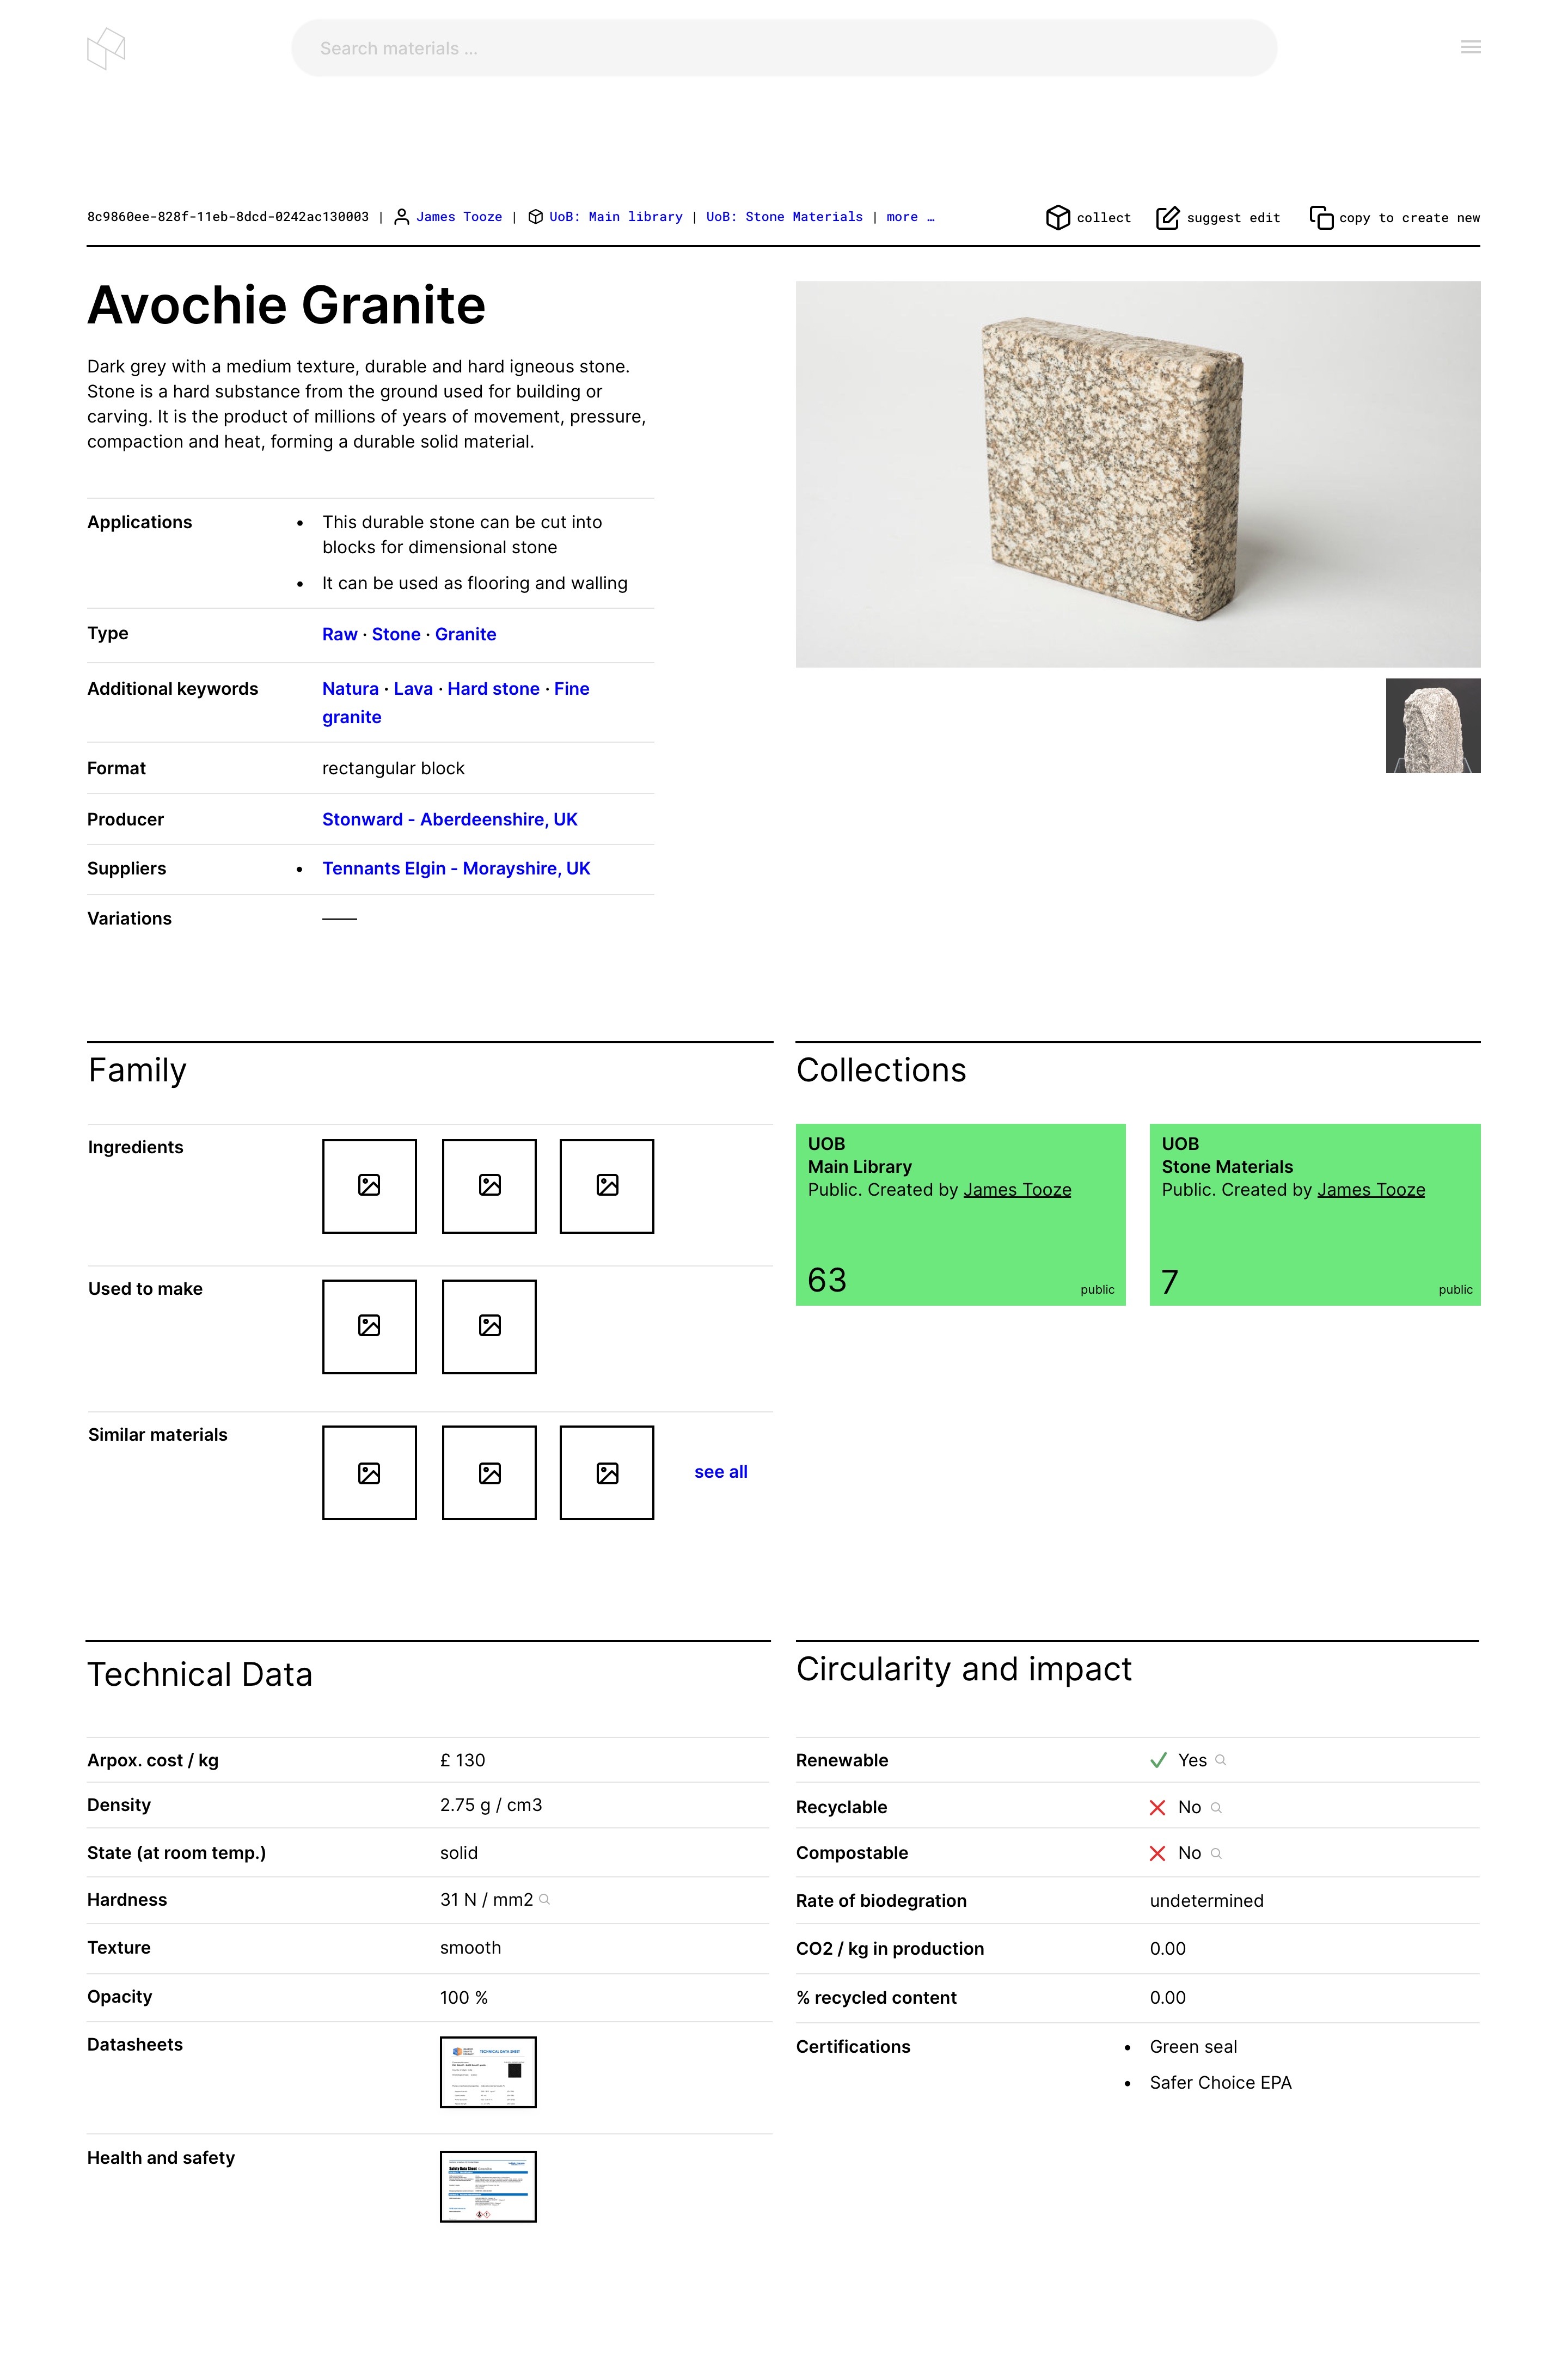 Search materials ...
8c9860ee-828f-11eb-8dcd-0242ac130003 | James Tooze | UoB: Main library | UoB: Stone Materials | more …
collect
suggest edit
copy to create new
Avochie Granite
Dark grey with a medium texture, durable and hard igneous stone.
Stone is a hard substance from the ground used for building or
carving. It is the product of millions of years of movement, pressure,
compaction and heat, forming a durable solid material.
Applications
• This durable stone can be cut into
blocks for dimensional stone
• It can be used as flooring and walling
Type
Raw · Stone · Granite
Additional keywords
Natura · Lava · Hard stone · Fine
granite
Format
rectangular block
Producer
Stonward - Aberdeenshire, UK
Suppliers
• Tennants Elgin - Morayshire, UK
Variations
Family
Ingredients
Used to make
Similar materials
see all
Collections
UOB
Main Library
Public. Created by James Tooze
63
public
UOB
Stone Materials
Public. Created by James Tooze
7
public
Technical Data
Arpox. cost / kg
£ 130
Density
2.75 g / cm3
State (at room temp.)
solid
Hardness
31 N / mm2
Texture
smooth
Opacity
100 %
Datasheets
TECHNICAL DATA SHEET
Health and safety
Safety Data Sheet
Circularity and impact
Renewable
Yes
Recyclable
No
Compostable
No
Rate of biodegration
undetermined
CO2 / kg in production
0.00
% recycled content
0.00
Certifications
• Green seal
• Safer Choice EPA